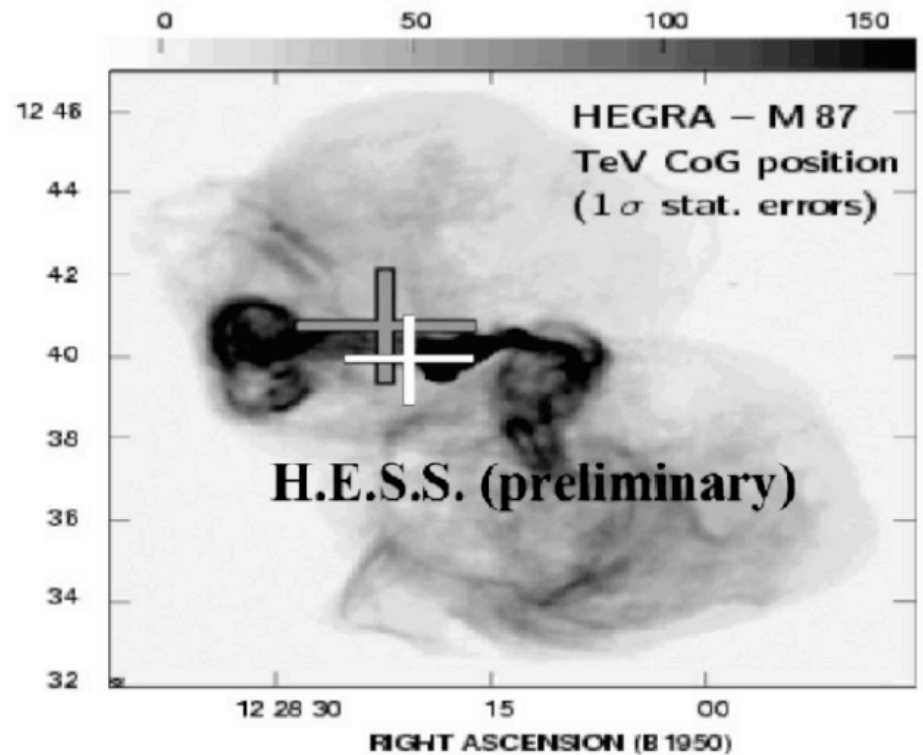 0 50 100 150
HEGRA – M 87
TeV CoG position
(1 σ stat. errors)
12 46
44
42
40
38
H.E.S.S. (preliminary)
36
34
32
12 28 30 15 00
RIGHT ASCENSION (B 1950)